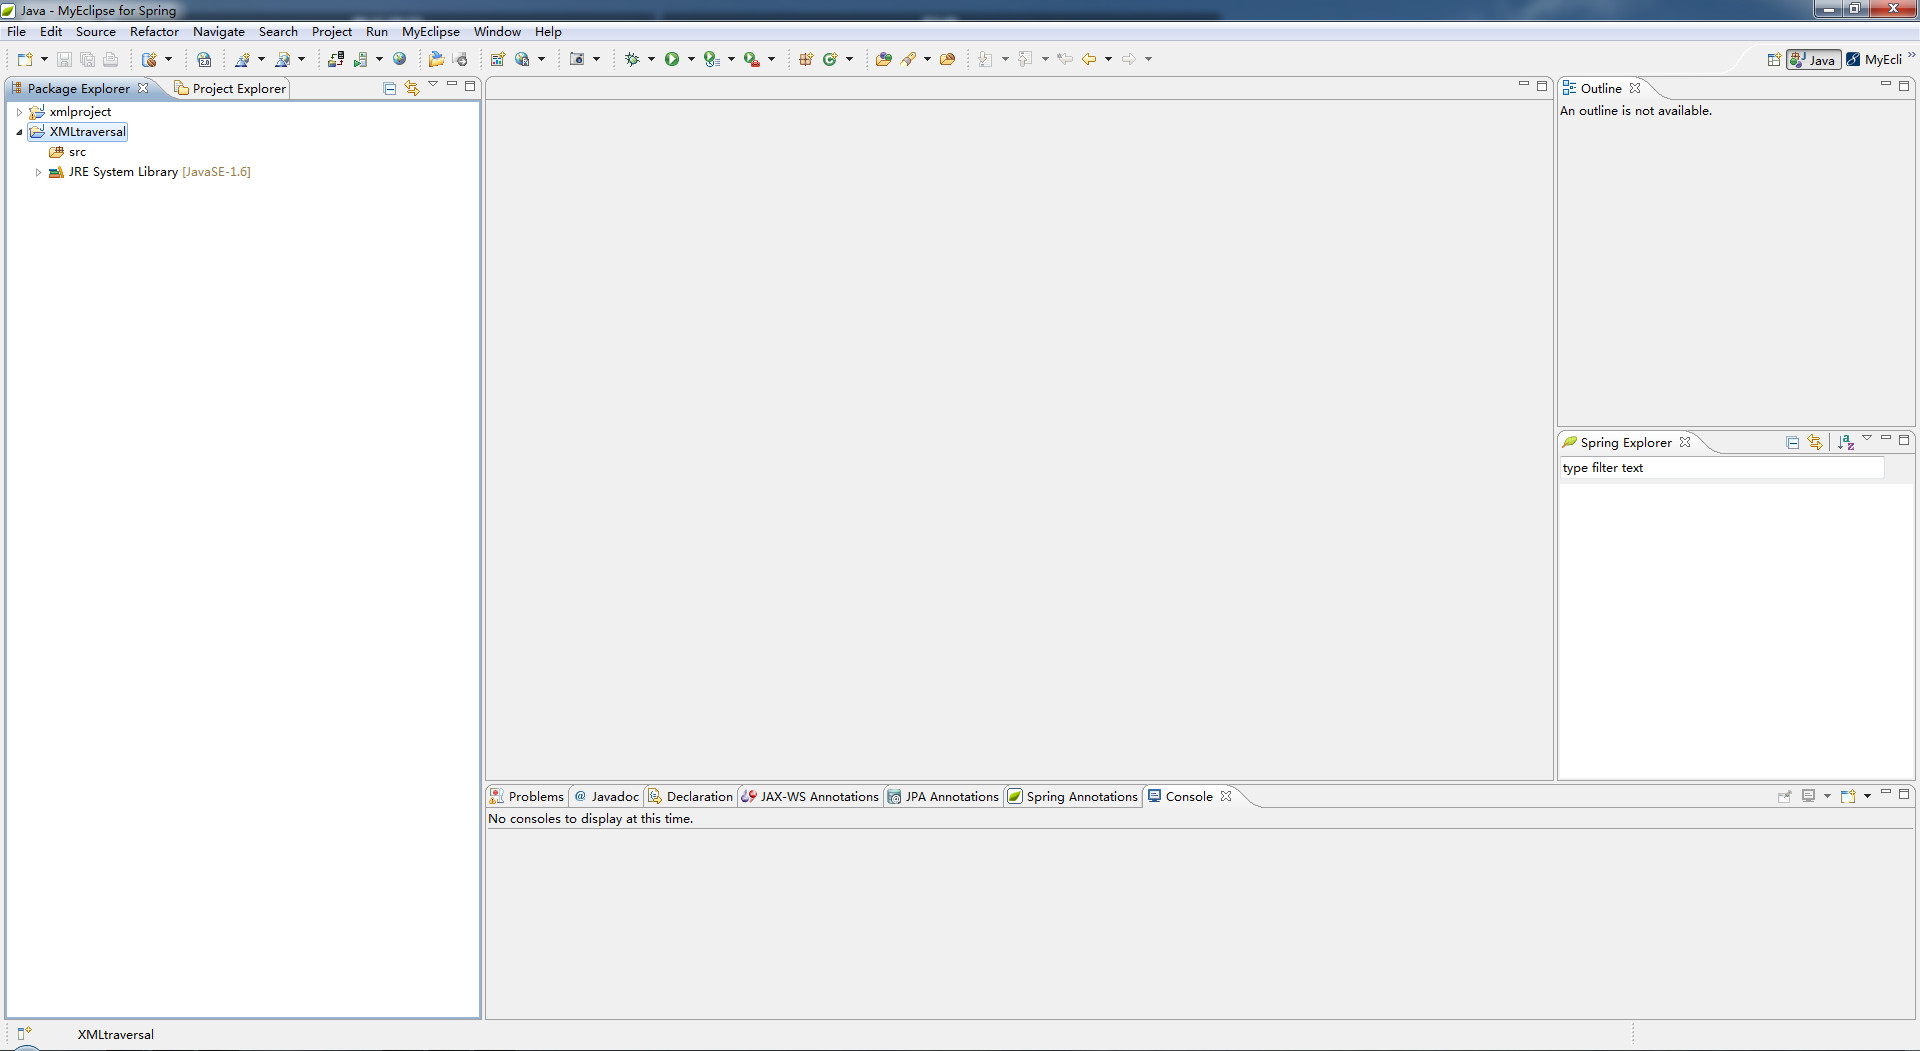 Java - MyEclipse for Spring
File Edit Source Refactor Navigate Search Project Run MyEclipse Window Help
Java MyEcli
Package Explorer Project Explorer
xmlproject
XMLtraversal
src
JRE System Library [JavaSE-1.6]
Outline
An outline is not available.
Spring Explorer
type filter text
Problems Javadoc Declaration JAX-WS Annotations JPA Annotations Spring Annotations Console
No consoles to display at this time.
XMLtraversal